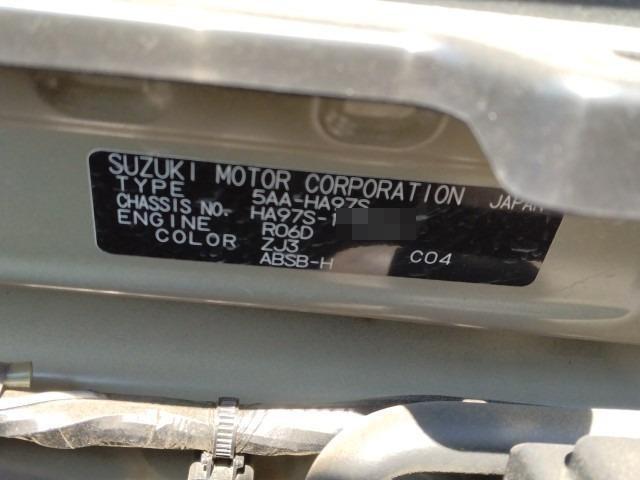 SUZUKI MOTOR CORPORATION JAPAN
TYPE 5AA-HA97S
CHASSIS NO. HA97S-1
ENGINE R06D
COLOR ZJ3
ABSB-H C04